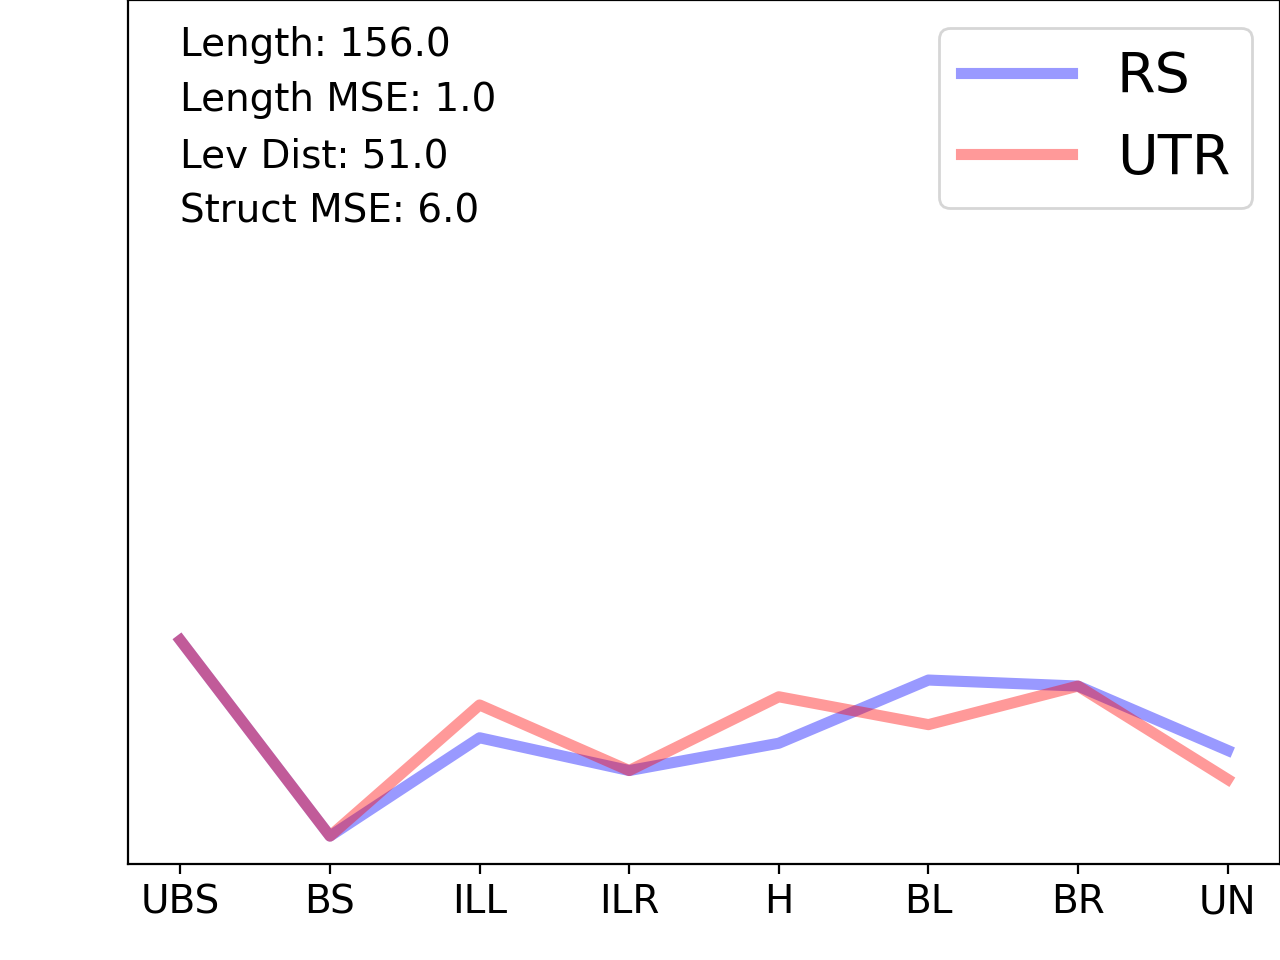 Length: 156.0
Length MSE: 1.0
Lev Dist: 51.0
Struct MSE: 6.0
RS
UTR
UBS BS ILL ILR H BL BR UN